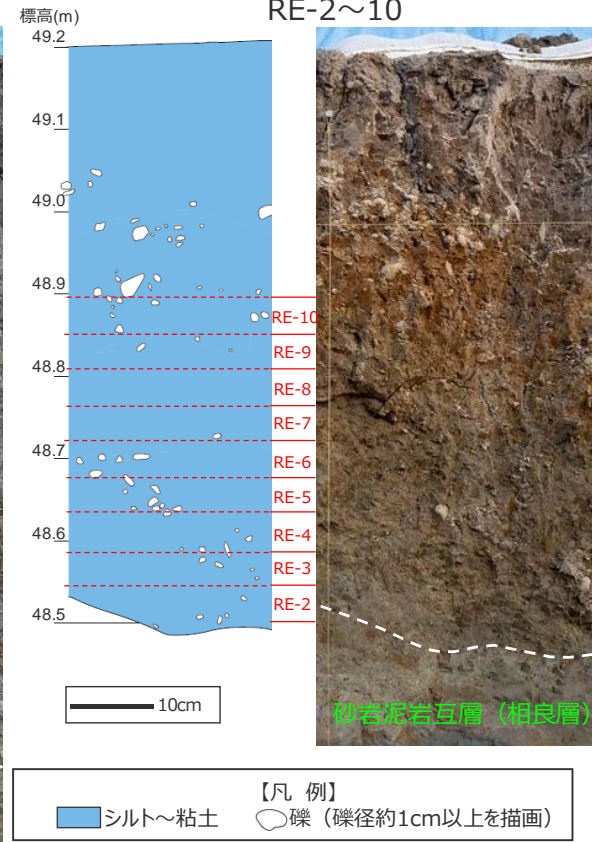 RE-2～10
標高(m)
49.2
49.1
49.0
48.9
RE-10
RE-9
48.8
RE-8
RE-7
48.7
RE-6
RE-5
48.6
RE-4
RE-3
RE-2
48.5
10cm
砂岩泥岩互層（相良層）
【凡 例】
シルト～粘土 礫（礫径約1cm以上を描画）